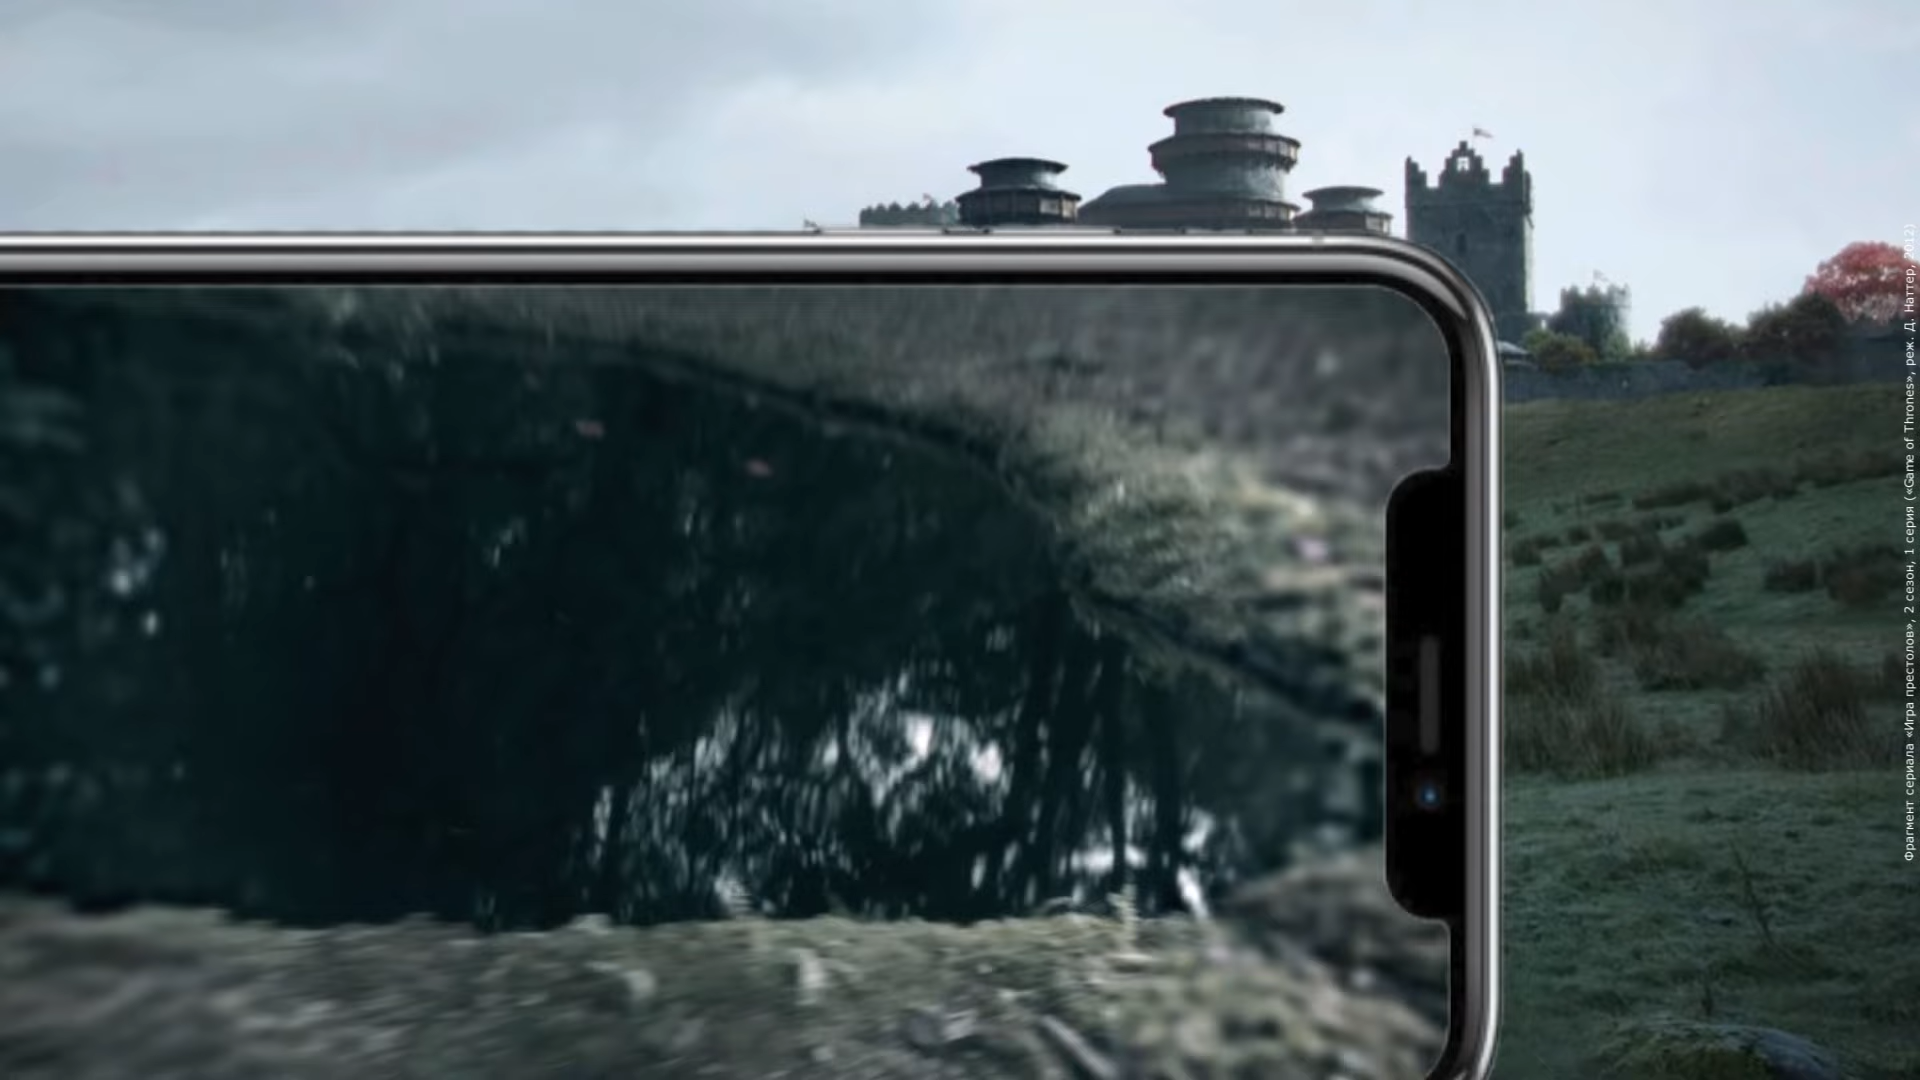 Фрагмент сериала «Игра престолов», 2 сезон, 1 серия («Game of Thrones», реж. Д. Наттер, 2012)